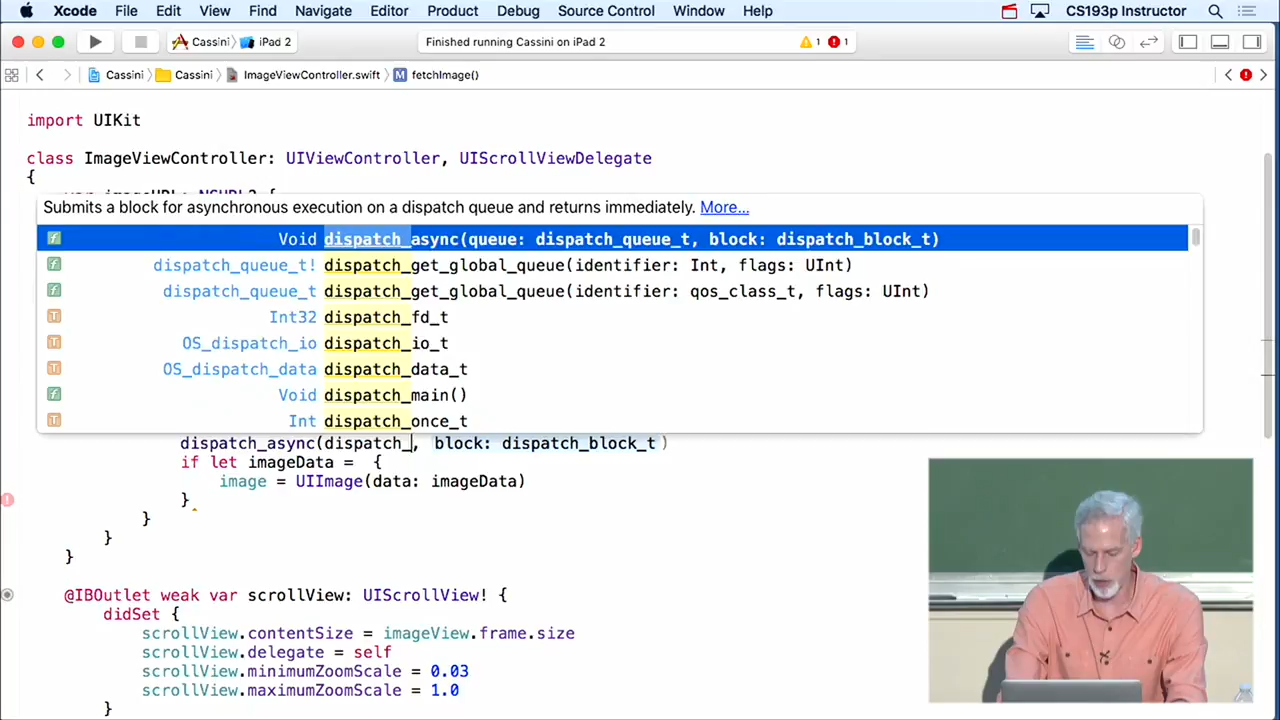 Xcode File Edit View Find Navigate Editor Product Debug Source Control Window Help CS193p Instructor
Cassini iPad 2 Finished running Cassini on iPad 2 1 1
Cassini Cassini ImageViewController.swift M fetchImage()
import UIKit
class ImageViewController: UIViewController, UIScrollViewDelegate
{
Submits a block for asynchronous execution on a dispatch queue and returns immediately. More...
f Void dispatch_async(queue: dispatch_queue_t, block: dispatch_block_t)
f dispatch_queue_t! dispatch_get_global_queue(identifier: Int, flags: UInt)
f dispatch_queue_t dispatch_get_global_queue(identifier: qos_class_t, flags: UInt)
T Int32 dispatch_fd_t
T OS_dispatch_io dispatch_io_t
T OS_dispatch_data dispatch_data_t
f Void dispatch_main()
T Int dispatch_once_t
dispatch_async(dispatch_, block: dispatch_block_t)
if let imageData =  {
image = UIImage(data: imageData)
}
}
}
}
@IBOutlet weak var scrollView: UIScrollView! {
didSet {
scrollView.contentSize = imageView.frame.size
scrollView.delegate = self
scrollView.minimumZoomScale = 0.03
scrollView.maximumZoomScale = 1.0
}